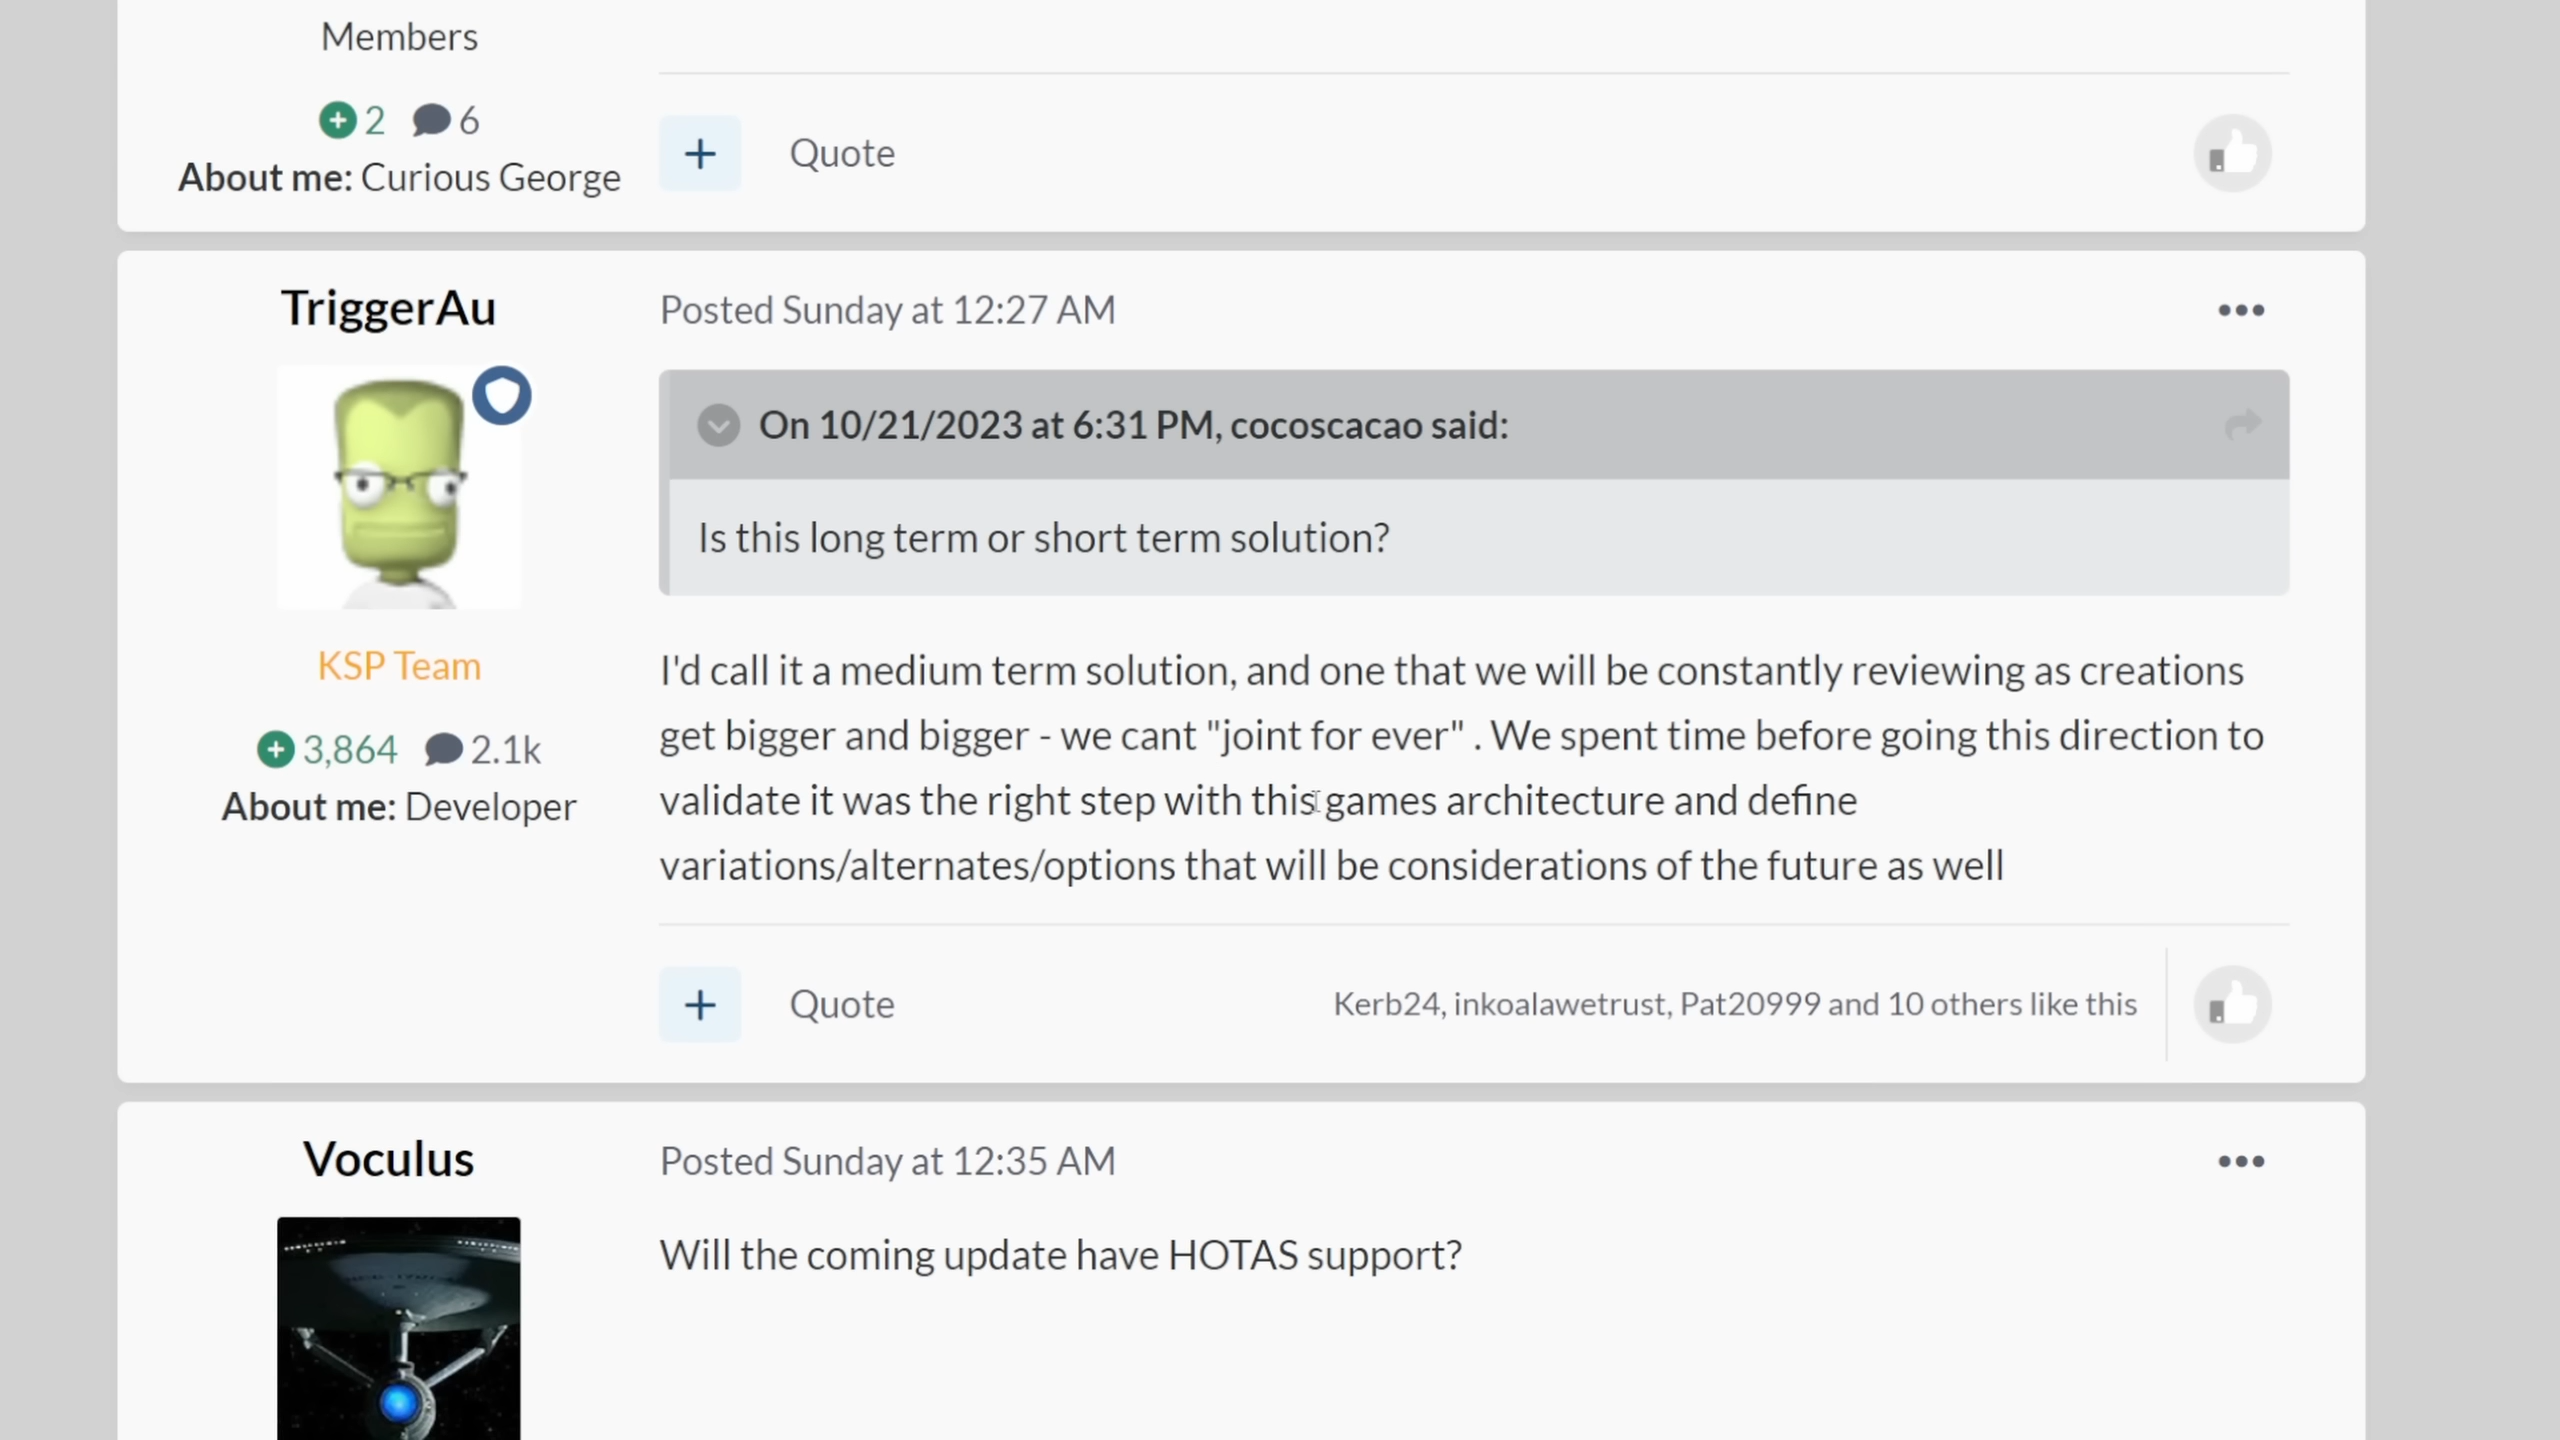 Members
2 6
About me: Curious George
Quote
TriggerAu
Posted Sunday at 12:27 AM
On 10/21/2023 at 6:31 PM, cocoscacao said:
Is this long term or short term solution?
KSP Team
3,864 2.1k
About me: Developer
I'd call it a medium term solution, and one that we will be constantly reviewing as creations
get bigger and bigger - we cant "joint for ever" . We spent time before going this direction to
validate it was the right step with this games architecture and define
variations/alternates/options that will be considerations of the future as well
Quote
Kerb24, inkoalawetrust, Pat20999 and 10 others like this
Voculus
Posted Sunday at 12:35 AM
Will the coming update have HOTAS support?